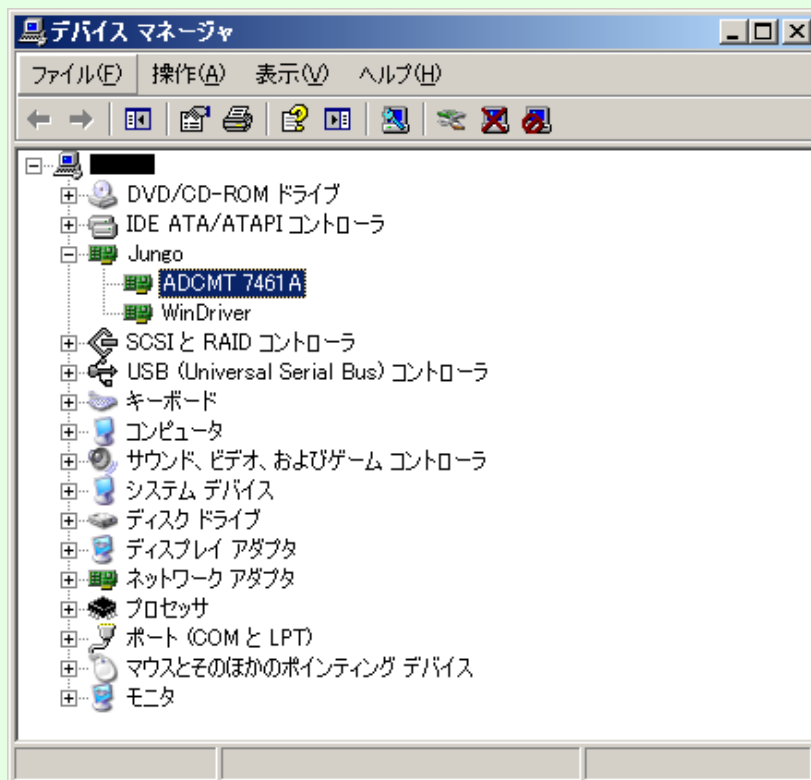 デバイス マネージャ
ファイル(F) 操作(A) 表示(V) ヘルプ(H)
DVD/CD-ROM ドライブ
IDE ATA/ATAPI コントローラ
Jungo
ADCMT 7461A
WinDriver
SCSI と RAID コントローラ
USB (Universal Serial Bus) コントローラ
キーボード
コンピュータ
サウンド、ビデオ、およびゲーム コントローラ
システム デバイス
ディスク ドライブ
ディスプレイ アダプタ
ネットワーク アダプタ
プロセッサ
ポート (COM と LPT)
マウスとそのほかのポインティング デバイス
モニタ